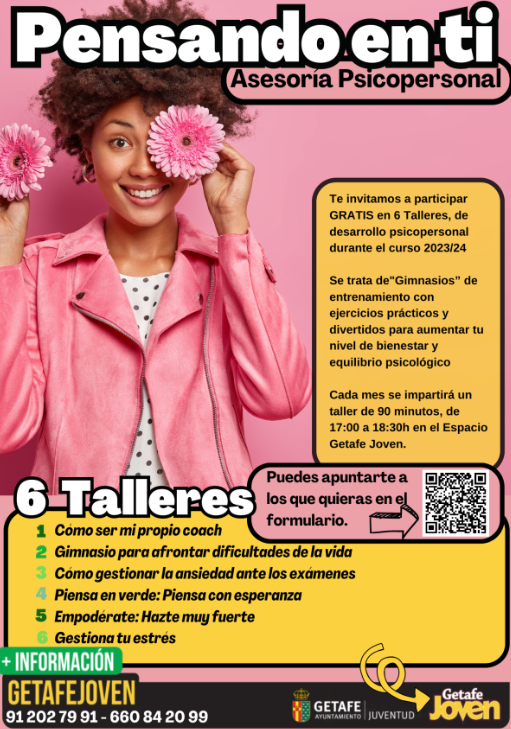 Pensando en ti
Asesoría Psicopersonal
Te invitamos a participar
GRATIS en 6 Talleres, de
desarrollo psicopersonal
durante el curso 2023/24
Se trata de"Gimnasios" de
entrenamiento con
ejercicios prácticos y
divertidos para aumentar tu
nivel de bienestar y
equilibrio psicológico
Cada mes se impartirá un
taller de 90 minutos, de
17:00 a 18:30h en el Espacio
Getafe Joven.
6 Talleres
Puedes apuntarte a
los que quieras en el
formulario.
1 Cómo ser mi propio coach
2 Gimnasio para afrontar dificultades de la vida
3 Cómo gestionar la ansiedad ante los exámenes
4 Piensa en verde: Piensa con esperanza
5 Empodérate: Hazte muy fuerte
6 Gestiona tu estrés
+ INFORMACIÓN
GETAFEJOVEN
91 202 79 91 - 660 84 20 99
GETAFE
AYUNTAMIENTO
JUVENTUD
Getafe
Joven